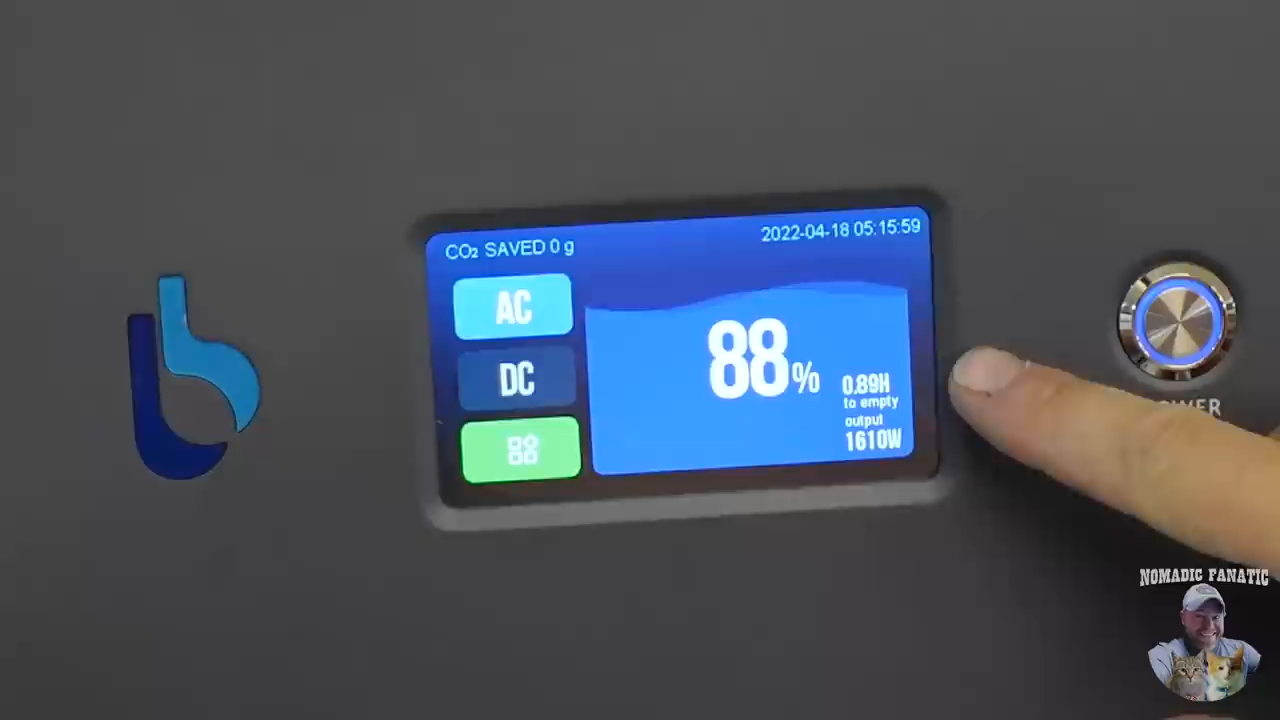 CO₂ SAVED 0 g
2022-04-18 05:15:59
AC
DC
88%
0.89H
to empty
output
1610W
NOMADIC FANATIC